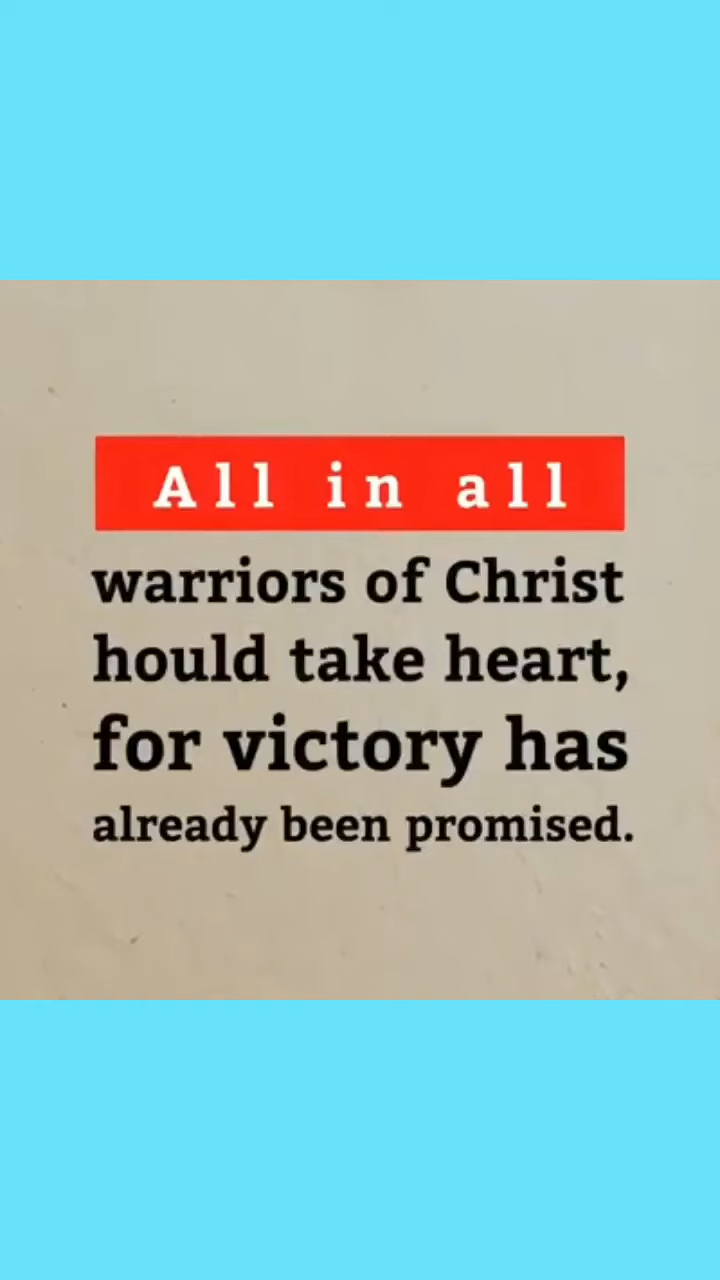 All in all
warriors of Christ
hould take heart,
for victory has
already been promised.